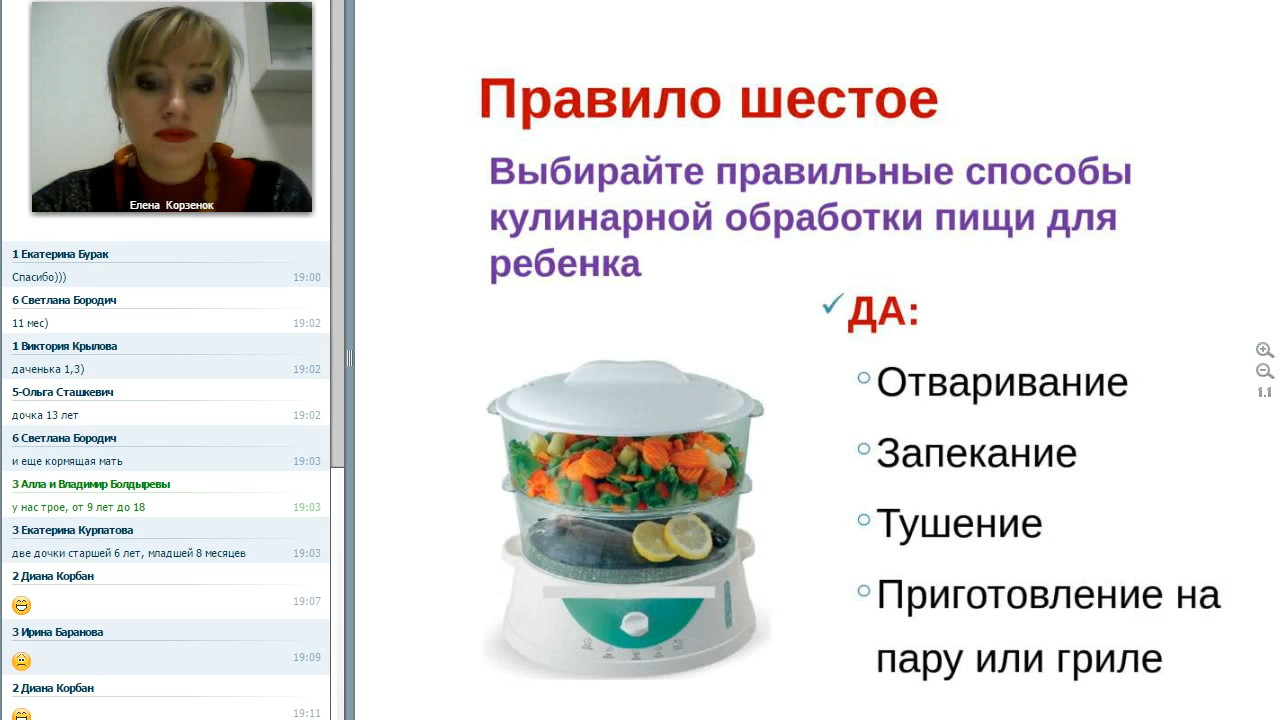 Елена Корзенок
1 Екатерина Бурак
Спасибо)))
19:00
6 Светлана Бородич
11 мес)
19:02
1 Виктория Крылова
даченька 1,3)
19:02
5-Ольга Сташкевич
дочка 13 лет
19:02
6 Светлана Бородич
и еще кормящая мать
19:03
3 Алла и Владимир Болдыревы
у нас трое, от 9 лет до 18
19:03
3 Екатерина Курпатова
две дочки старшей 6 лет, младшей 8 месяцев
19:03
2 Диана Корбан
19:07
3 Ирина Баранова
19:09
2 Диана Корбан
19:11
Правило шестое
Выбирайте правильные способы
кулинарной обработки пищи для
ребенка
ДА:
Отваривание
Запекание
Тушение
Приготовление на
пару или гриле
1.1